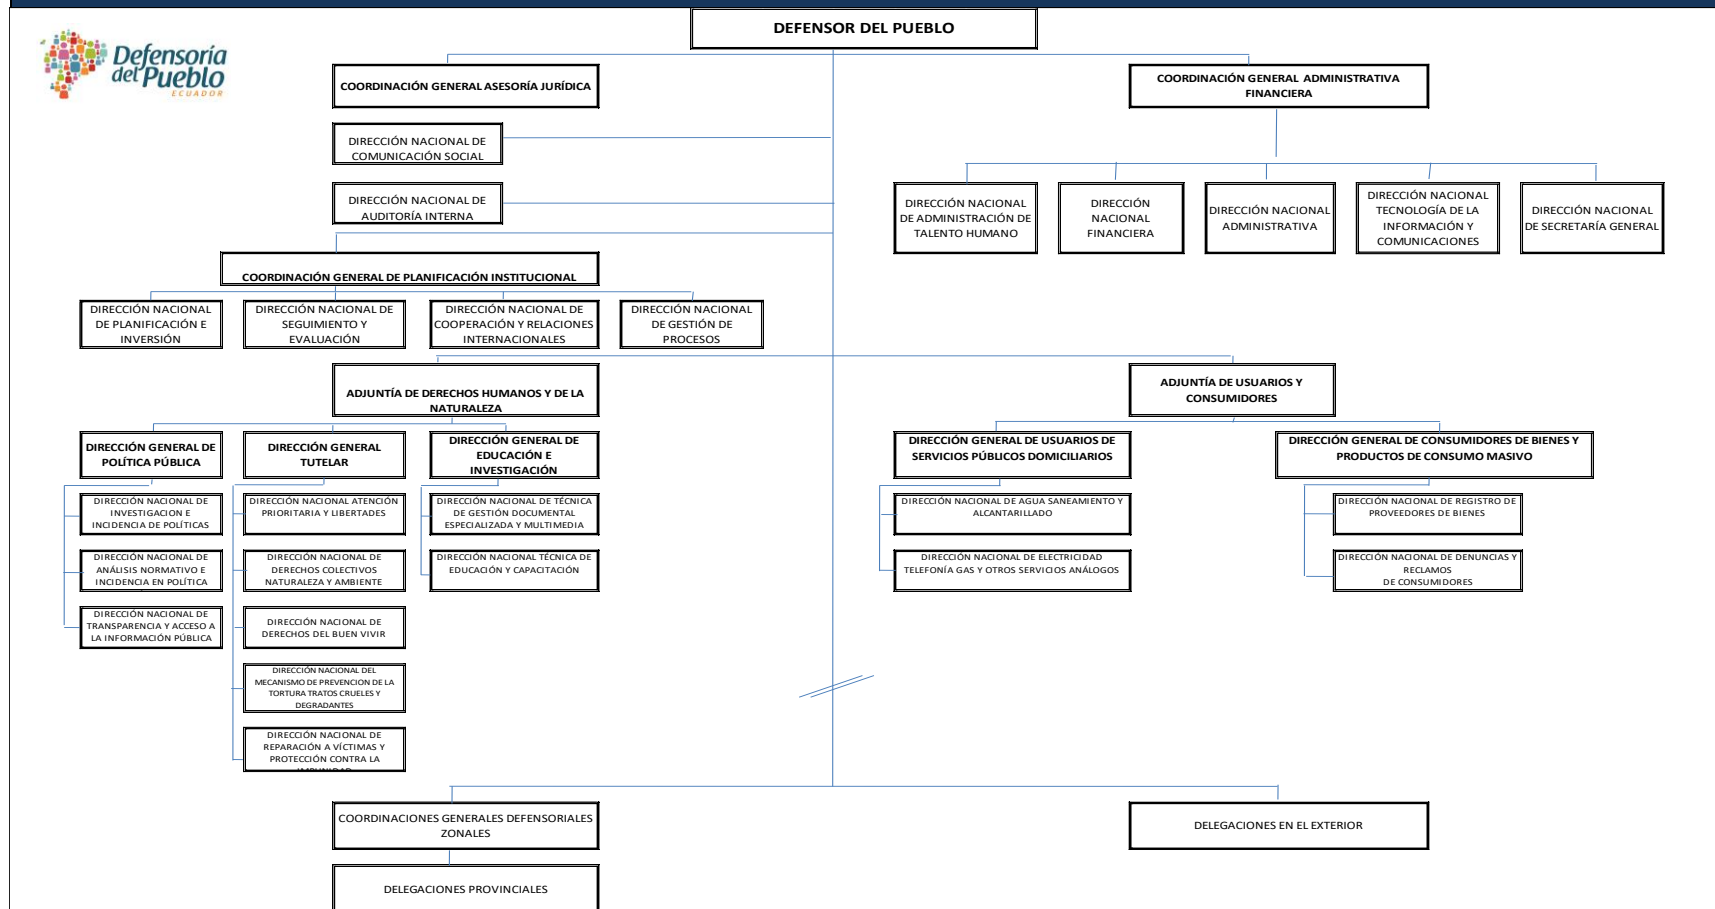 DEFENSOR DEL PUEBLO
Defensoría
del Pueblo
ECUADOR
COORDINACIÓN GENERAL ASESORÍA JURÍDICA
COORDINACIÓN GENERAL ADMINISTRATIVA
FINANCIERA
DIRECCIÓN NACIONAL DE
COMUNICACIÓN SOCIAL
DIRECCIÓN NACIONAL DE
AUDITORÍA INTERNA
DIRECCIÓN NACIONAL
DE ADMINISTRACIÓN DE
TALENTO HUMANO
DIRECCIÓN
NACIONAL
FINANCIERA
DIRECCIÓN NACIONAL
ADMINISTRATIVA
DIRECCIÓN NACIONAL
TECNOLOGÍA DE LA
INFORMACIÓN Y
COMUNICACIONES
DIRECCIÓN NACIONAL
DE SECRETARÍA GENERAL
COORDINACIÓN GENERAL DE PLANIFICACIÓN INSTITUCIONAL
DIRECCIÓN NACIONAL
DE PLANIFICACIÓN E
INVERSIÓN
DIRECCIÓN NACIONAL DE
SEGUIMIENTO Y
EVALUACIÓN
DIRECCIÓN NACIONAL DE
COOPERACIÓN Y RELACIONES
INTERNACIONALES
DIRECCIÓN NACIONAL
DE GESTIÓN DE
PROCESOS
ADJUNTÍA DE DERECHOS HUMANOS Y DE LA
NATURALEZA
ADJUNTÍA DE USUARIOS Y
CONSUMIDORES
DIRECCIÓN GENERAL DE
POLÍTICA PÚBLICA
DIRECCIÓN GENERAL
TUTELAR
DIRECCIÓN GENERAL DE
EDUCACIÓN E
INVESTIGACIÓN
DIRECCIÓN GENERAL DE USUARIOS DE
SERVICIOS PÚBLICOS DOMICILIARIOS
DIRECCIÓN GENERAL DE CONSUMIDORES DE BIENES Y
PRODUCTOS DE CONSUMO MASIVO
DIRECCIÓN NACIONAL DE
INVESTIGACION E
INCIDENCIA DE POLÍTICAS
DIRECCIÓN NACIONAL ATENCIÓN
PRIORITARIA Y LIBERTADES
DIRECCIÓN NACIONAL DE TÉCNICA
DE GESTIÓN DOCUMENTAL
ESPECIALIZADA Y MULTIMEDIA
DIRECCIÓN NACIONAL DE AGUA SANEAMIENTO Y
ALCANTARILLADO
DIRECCIÓN NACIONAL DE REGISTRO DE
PROVEEDORES DE BIENES
DIRECCIÓN NACIONAL DE
ANÁLISIS NORMATIVO E
INCIDENCIA EN POLÍTICA
DIRECCIÓN NACIONAL DE
DERECHOS COLECTIVOS
NATURALEZA Y AMBIENTE
DIRECCIÓN NACIONAL TÉCNICA DE
EDUCACIÓN Y CAPACITACIÓN
DIRECCIÓN NACIONAL DE ELECTRICIDAD
TELEFONÍA GAS Y OTROS SERVICIOS ANÁLOGOS
DIRECCIÓN NACIONAL DE DENUNCIAS Y
RECLAMOS
DE CONSUMIDORES
DIRECCIÓN NACIONAL DE
TRANSPARENCIA Y ACCESO A
LA INFORMACIÓN PÚBLICA
DIRECCIÓN NACIONAL DE
DERECHOS DEL BUEN VIVIR
DIRECCIÓN NACIONAL DEL
MECANISMO DE PREVENCION DE LA
TORTURA TRATOS CRUELES Y
DEGRADANTES
DIRECCIÓN NACIONAL DE
REPARACIÓN A VÍCTIMAS Y
PROTECCIÓN CONTRA LA
COORDINACIONES GENERALES DEFENSORIALES
ZONALES
DELEGACIONES EN EL EXTERIOR
DELEGACIONES PROVINCIALES